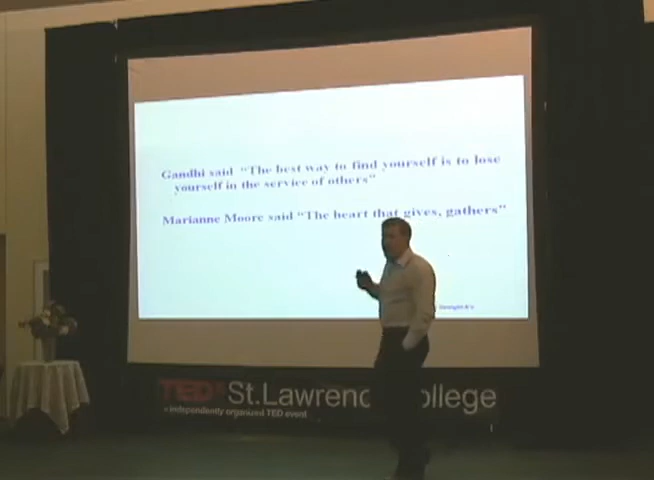 Gandhi said "The best way to find yourself is to lose
yourself in the service of others"
Marianne Moore said "The heart that gives, gathers"
TEDx St.Lawrence College
independently organized TED event